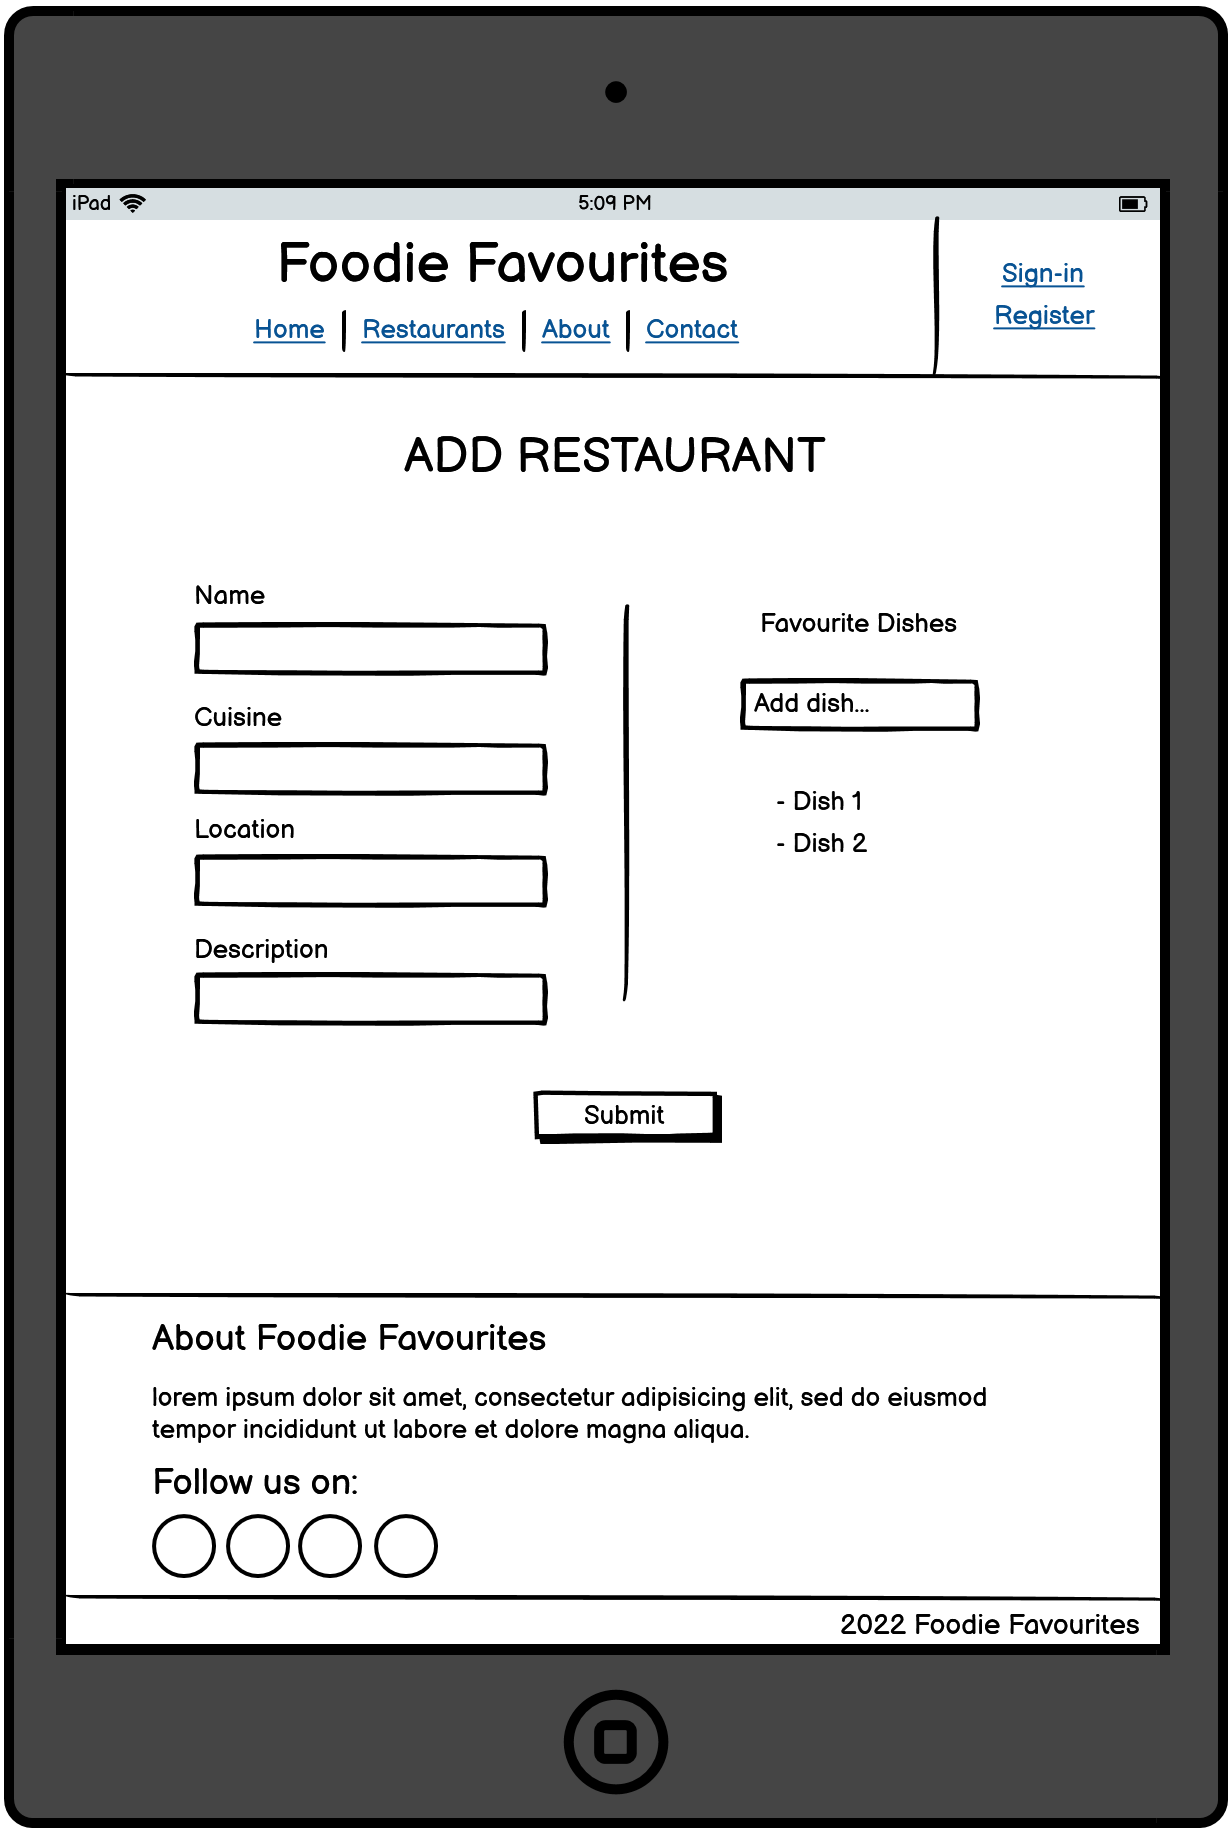 iPad 5:09 PM
Foodie Favourites
Home Restaurants About Contact
Sign-in
Register
ADD RESTAURANT
Name
Cuisine
Location
Description
Favourite Dishes
Add dish...
- Dish 1
- Dish 2
Submit
About Foodie Favourites
lorem ipsum dolor sit amet, consectetur adipisicing elit, sed do eiusmod
tempor incididunt ut labore et dolore magna aliqua.
Follow us on:
2022 Foodie Favourites